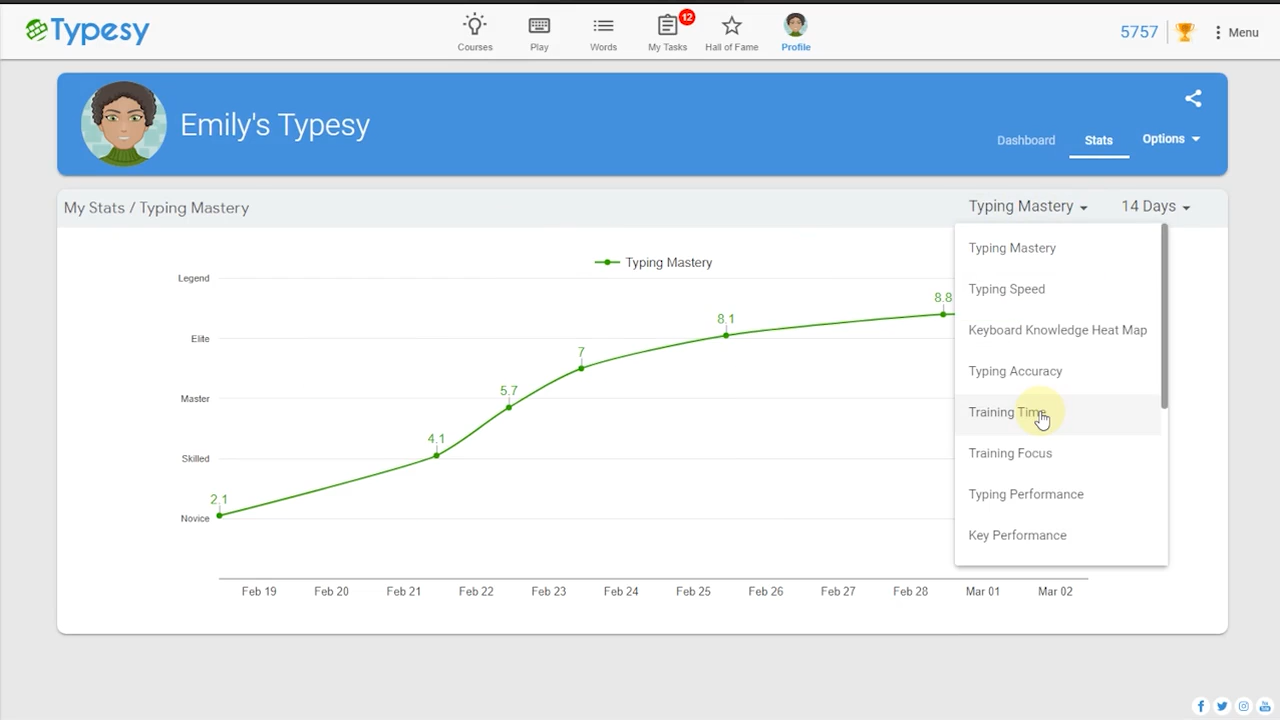 Typesy
Courses
Play
Words
12
My Tasks
Hall of Fame
Profile
5757
Menu
Emily's Typesy
Dashboard
Stats
Options
My Stats / Typing Mastery
Typing Mastery
14 Days
Typing Mastery
Typing Speed
Keyboard Knowledge Heat Map
Typing Accuracy
Training Time
Training Focus
Typing Performance
Key Performance
Typing Mastery
Legend
Elite
Master
Skilled
Novice
2.1
4.1
5.7
7
8.1
8.8
Feb 19
Feb 20
Feb 21
Feb 22
Feb 23
Feb 24
Feb 25
Feb 26
Feb 27
Feb 28
Mar 01
Mar 02